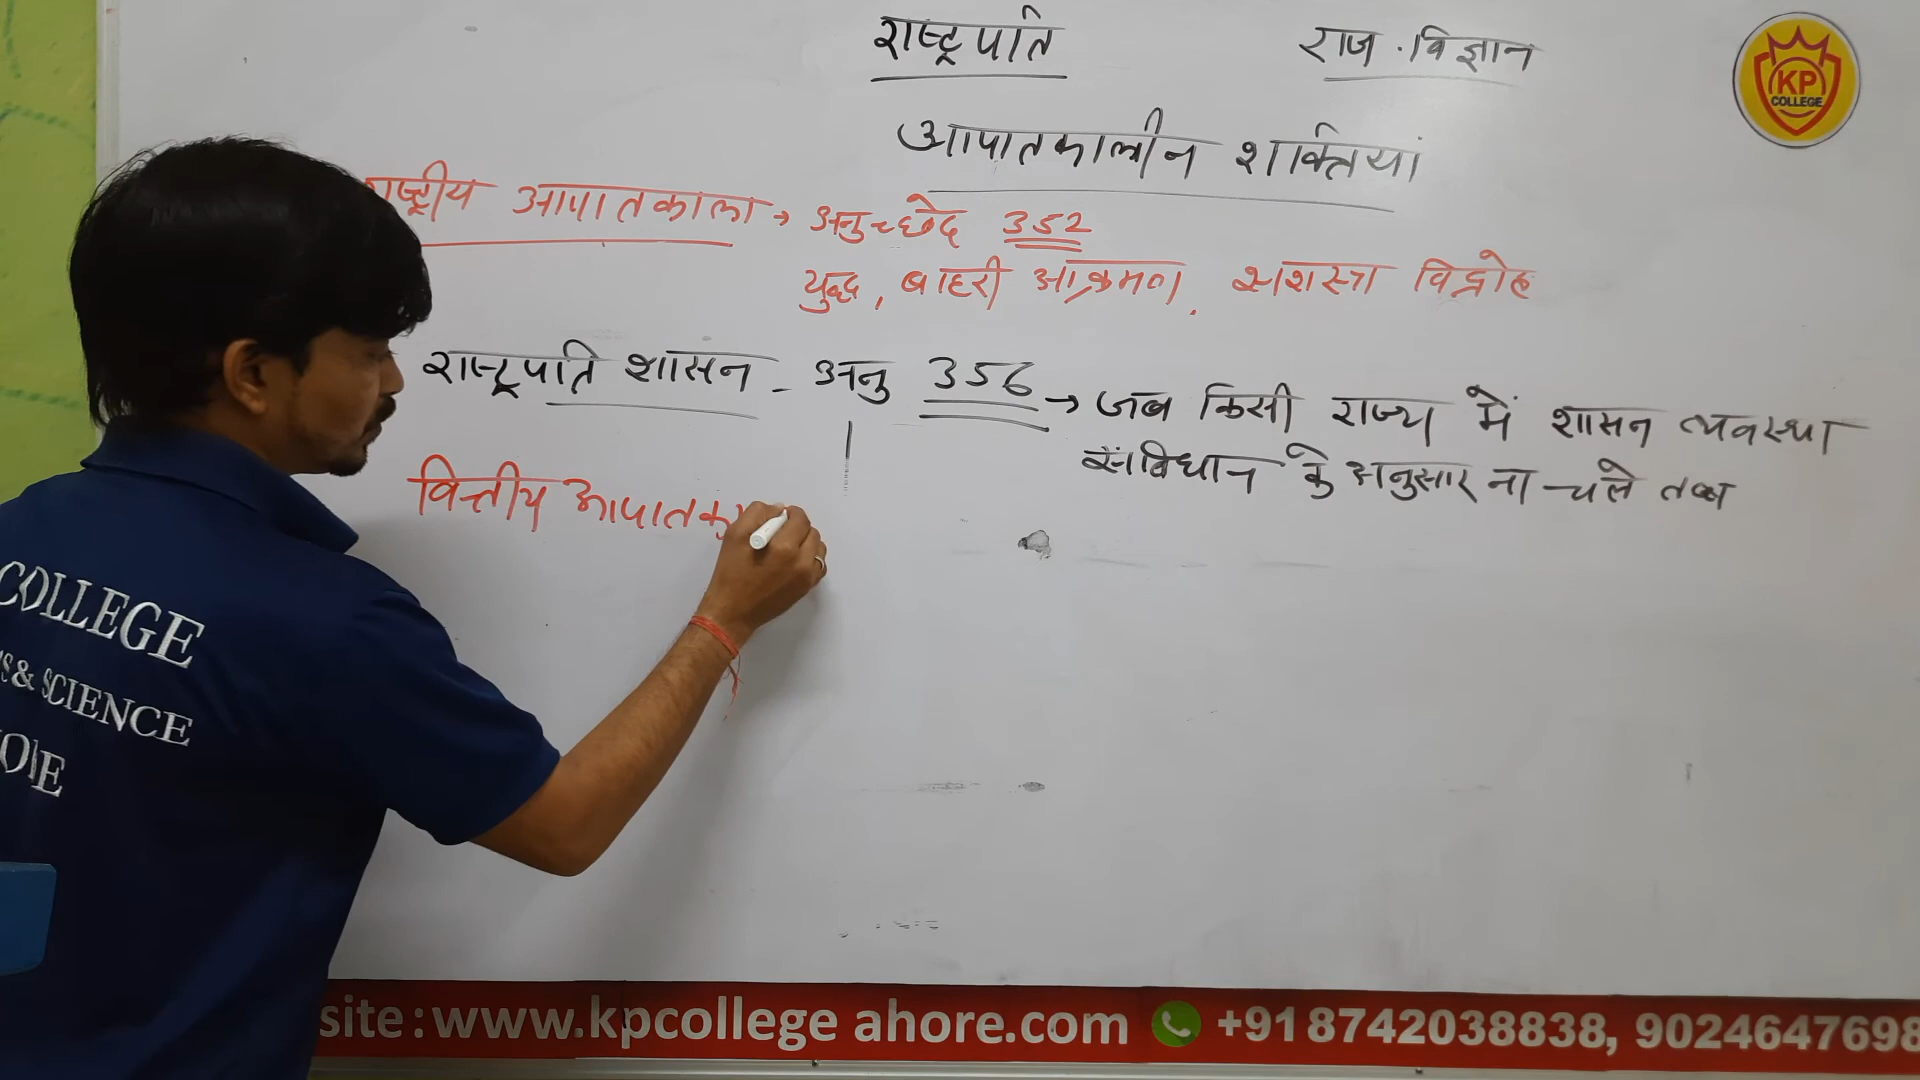 राष्ट्रपति
राज . विज्ञान
KP
COLLEGE
आपातकालीन शक्तियां
राष्ट्रीय आपातकाल → अनुच्छेद 352
युद्ध, बाहरी आक्रमण, सशस्त्र विद्रोह
राष्ट्रपति शासन - अनु 356 → जब किसी राज्य में शासन व्यवस्था
संविधान के अनुसार ना चले तब
वित्तीय आपातक
COLLEGE
& SCIENCE
site : www.kpcollege ahore.com +91 8742038838, 9024647698